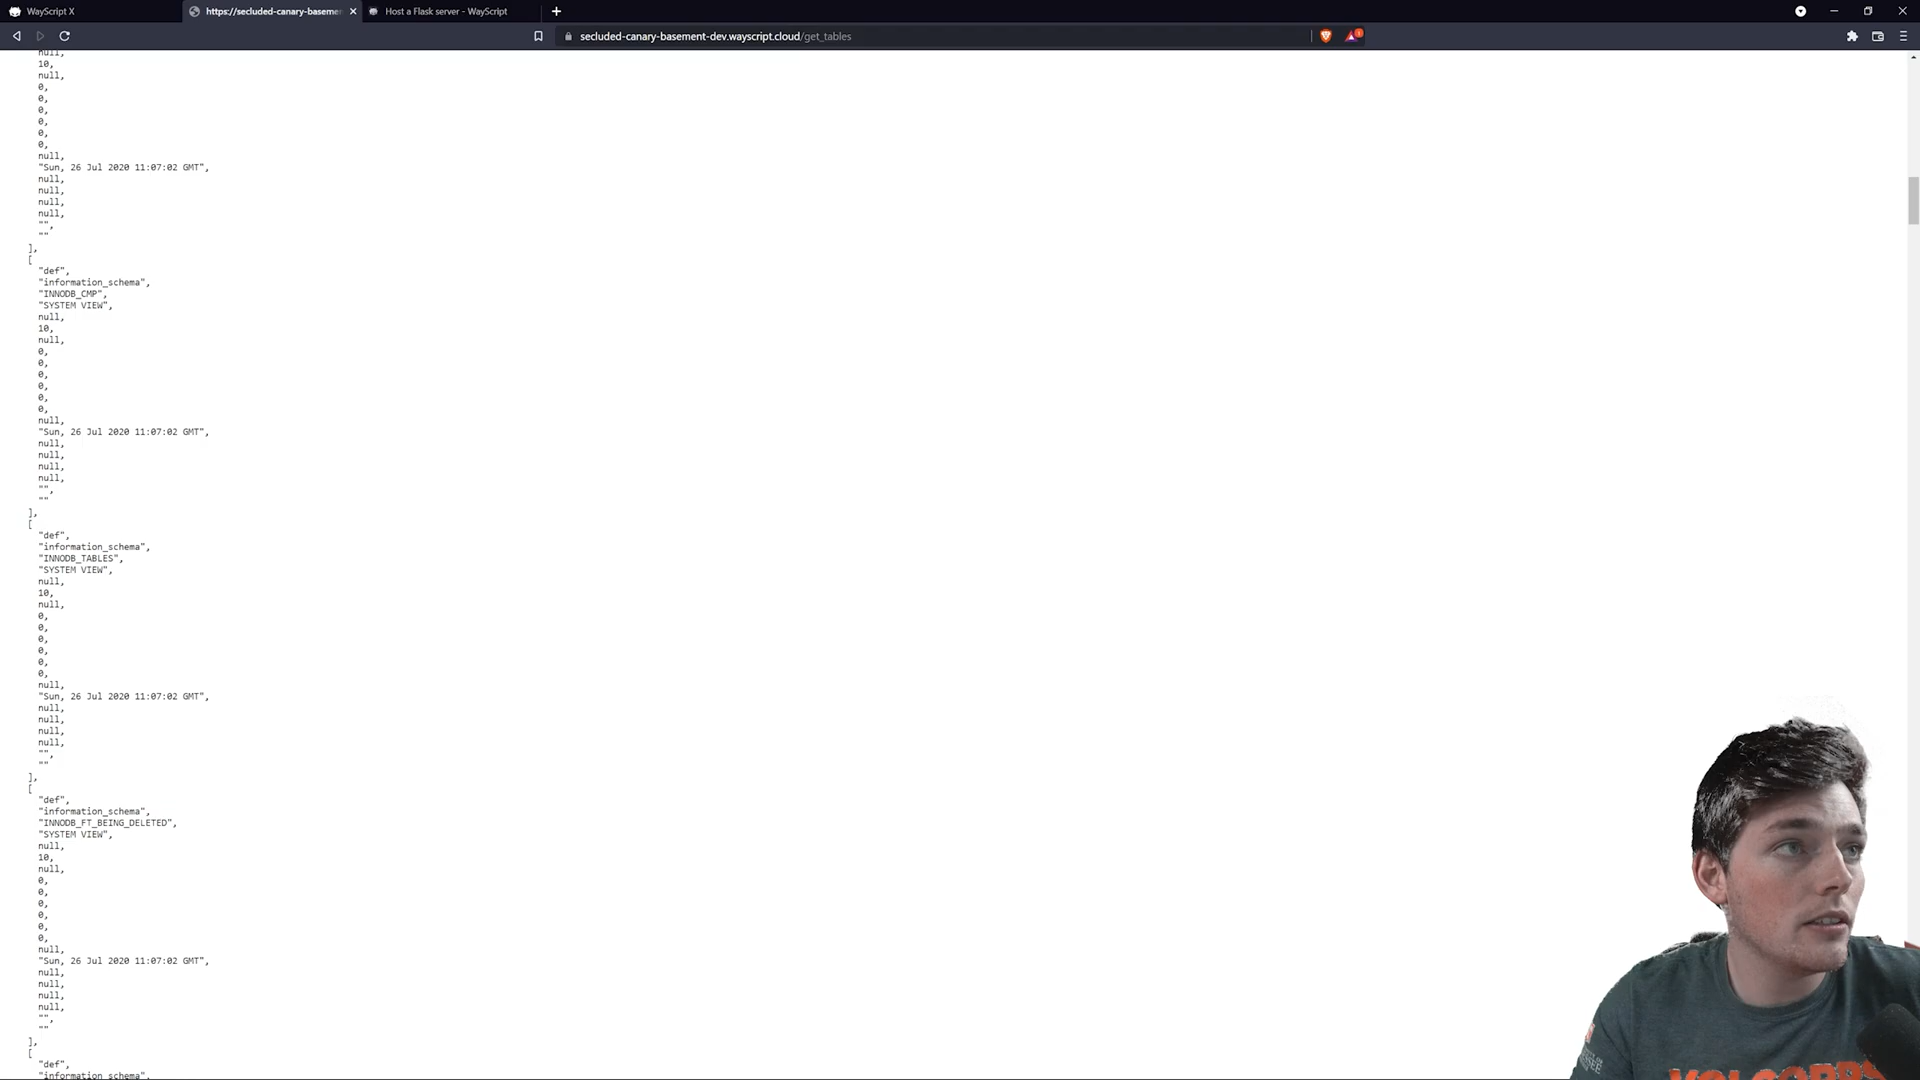 WayScript X
https://secluded-canary-basemen
Host a Flask server - WayScript
secluded-canary-basement-dev.wayscript.cloud/get_tables
1
null,
10,
null,
0,
0,
0,
0,
0,
0,
null,
"Sun, 26 Jul 2020 11:07:02 GMT",
null,
null,
null,
null,
"",
""
],
[
"def",
"information_schema",
"INNODB_CMP",
"SYSTEM VIEW",
null,
10,
null,
0,
0,
0,
0,
0,
0,
null,
"Sun, 26 Jul 2020 11:07:02 GMT",
null,
null,
null,
null,
"",
""
],
[
"def",
"information_schema",
"INNODB_TABLES",
"SYSTEM VIEW",
null,
10,
null,
0,
0,
0,
0,
0,
0,
null,
"Sun, 26 Jul 2020 11:07:02 GMT",
null,
null,
null,
null,
"",
""
],
[
"def",
"information_schema",
"INNODB_FT_BEING_DELETED",
"SYSTEM VIEW",
null,
10,
null,
0,
0,
0,
0,
0,
0,
null,
"Sun, 26 Jul 2020 11:07:02 GMT",
null,
null,
null,
null,
"",
""
],
[
"def",
"information_schema",